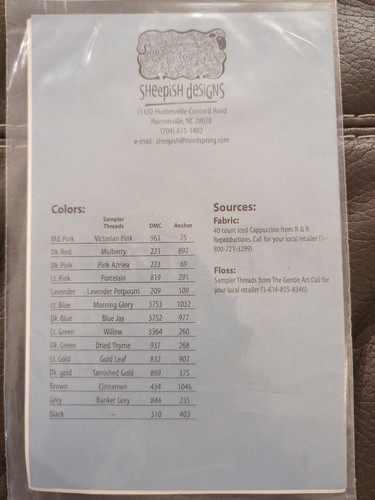 SHEEPISH DESIGNS
15120 Huntersville-Concord Road
Huntersville, NC 28078
(704) 875-1402
e-mail: sheepish@mindspring.com
Colors:
Sampler Threads DMC Anchor
Md. Pink Victorian Pink 961 75
Dk. Red Mulberry 221 897
Dk. Pink Pink Azelea 223 69
Lt. Pink Porcelain 819 291
Lavender Lavender Potpourri 209 109
Lt. Blue Morning Glory 3753 1032
Dk. Blue Blue Jay 3752 977
Lt. Green Willow 3364 260
Dk. Green Dried Thyme 937 268
Lt. Gold Gold Leaf 832 907
Dk. gold Tarnished Gold 869 375
Brown Cinnamon 434 1046
Grey Banker Grey 844 235
Black - 310 403
Sources:
Fabric:
40 count Iced Cappuccino from R & R
Reproductions. Call for your local retailer (1-
800-721-3299).
Floss:
Sampler Threads from The Gentle Art.Call for
your local retailer (1-614-855-8346).